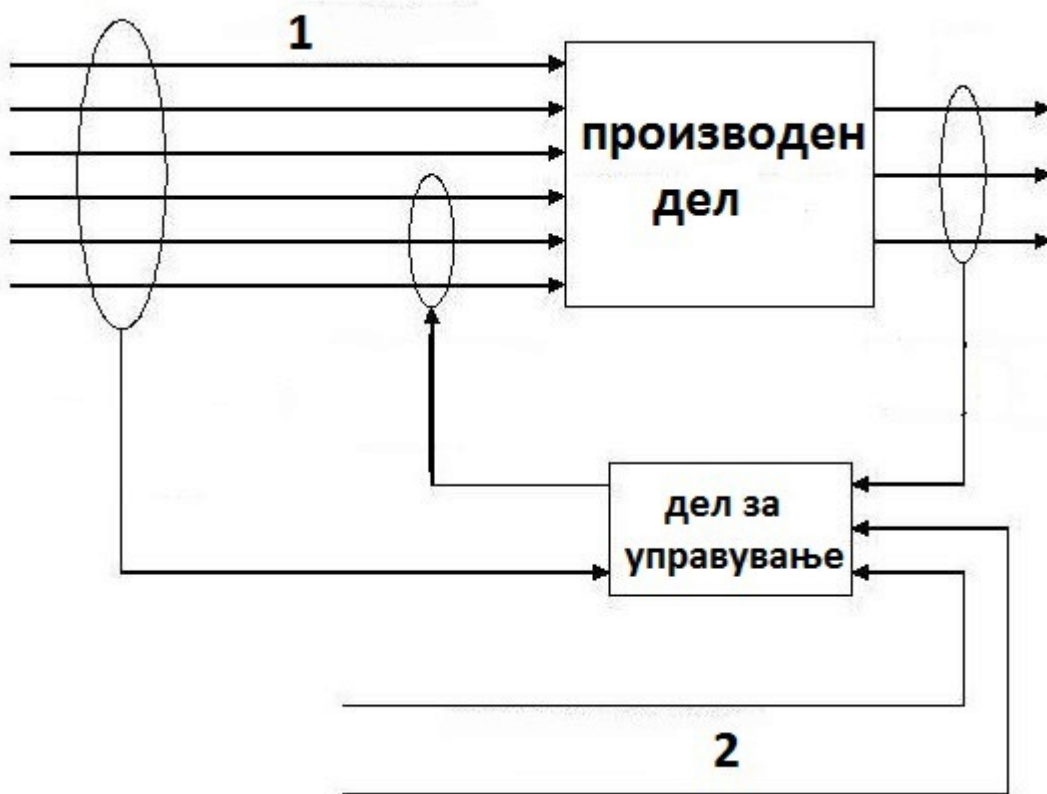 1
производен
дел
дел за
управување
2